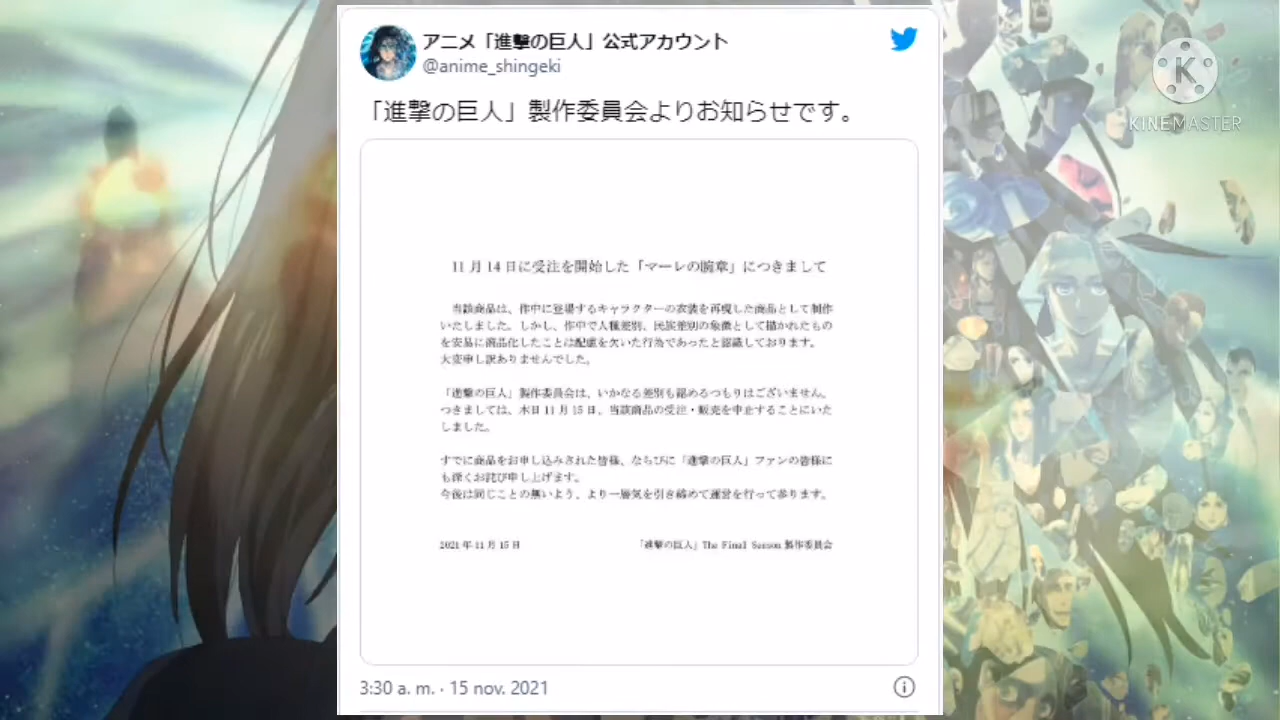 アニメ「進撃の巨人」公式アカウント
@anime_shingeki
「進撃の巨人」製作委員会よりお知らせです。
K
KINEMASTER
11月14日に受注を開始した「マーレの腕章」につきまして
当該商品は、作中に登場するキャラクターの衣装を再現した商品として制作
いたしました。しかし、作中で人種差別、民族差別の象徴として描かれたもの
を安易に商品化したことは配慮を欠いた行為であったと認識しております。
大変申し訳ありませんでした。
「進撃の巨人」製作委員会は、いかなる差別も認めるつもりはございません。
つきましては、本日11月15日、当該商品の受注・販売を中止することにいた
しました。
すでに商品をお申し込みされた皆様、ならびに「進撃の巨人」ファンの皆様に
も深くお詫び申し上げます。
今後は同じことの無いよう、より一層気を引き締めて運営を行って参ります。
2021年11月15日
「進撃の巨人」The Final Season 製作委員会
3:30 a. m. · 15 nov. 2021